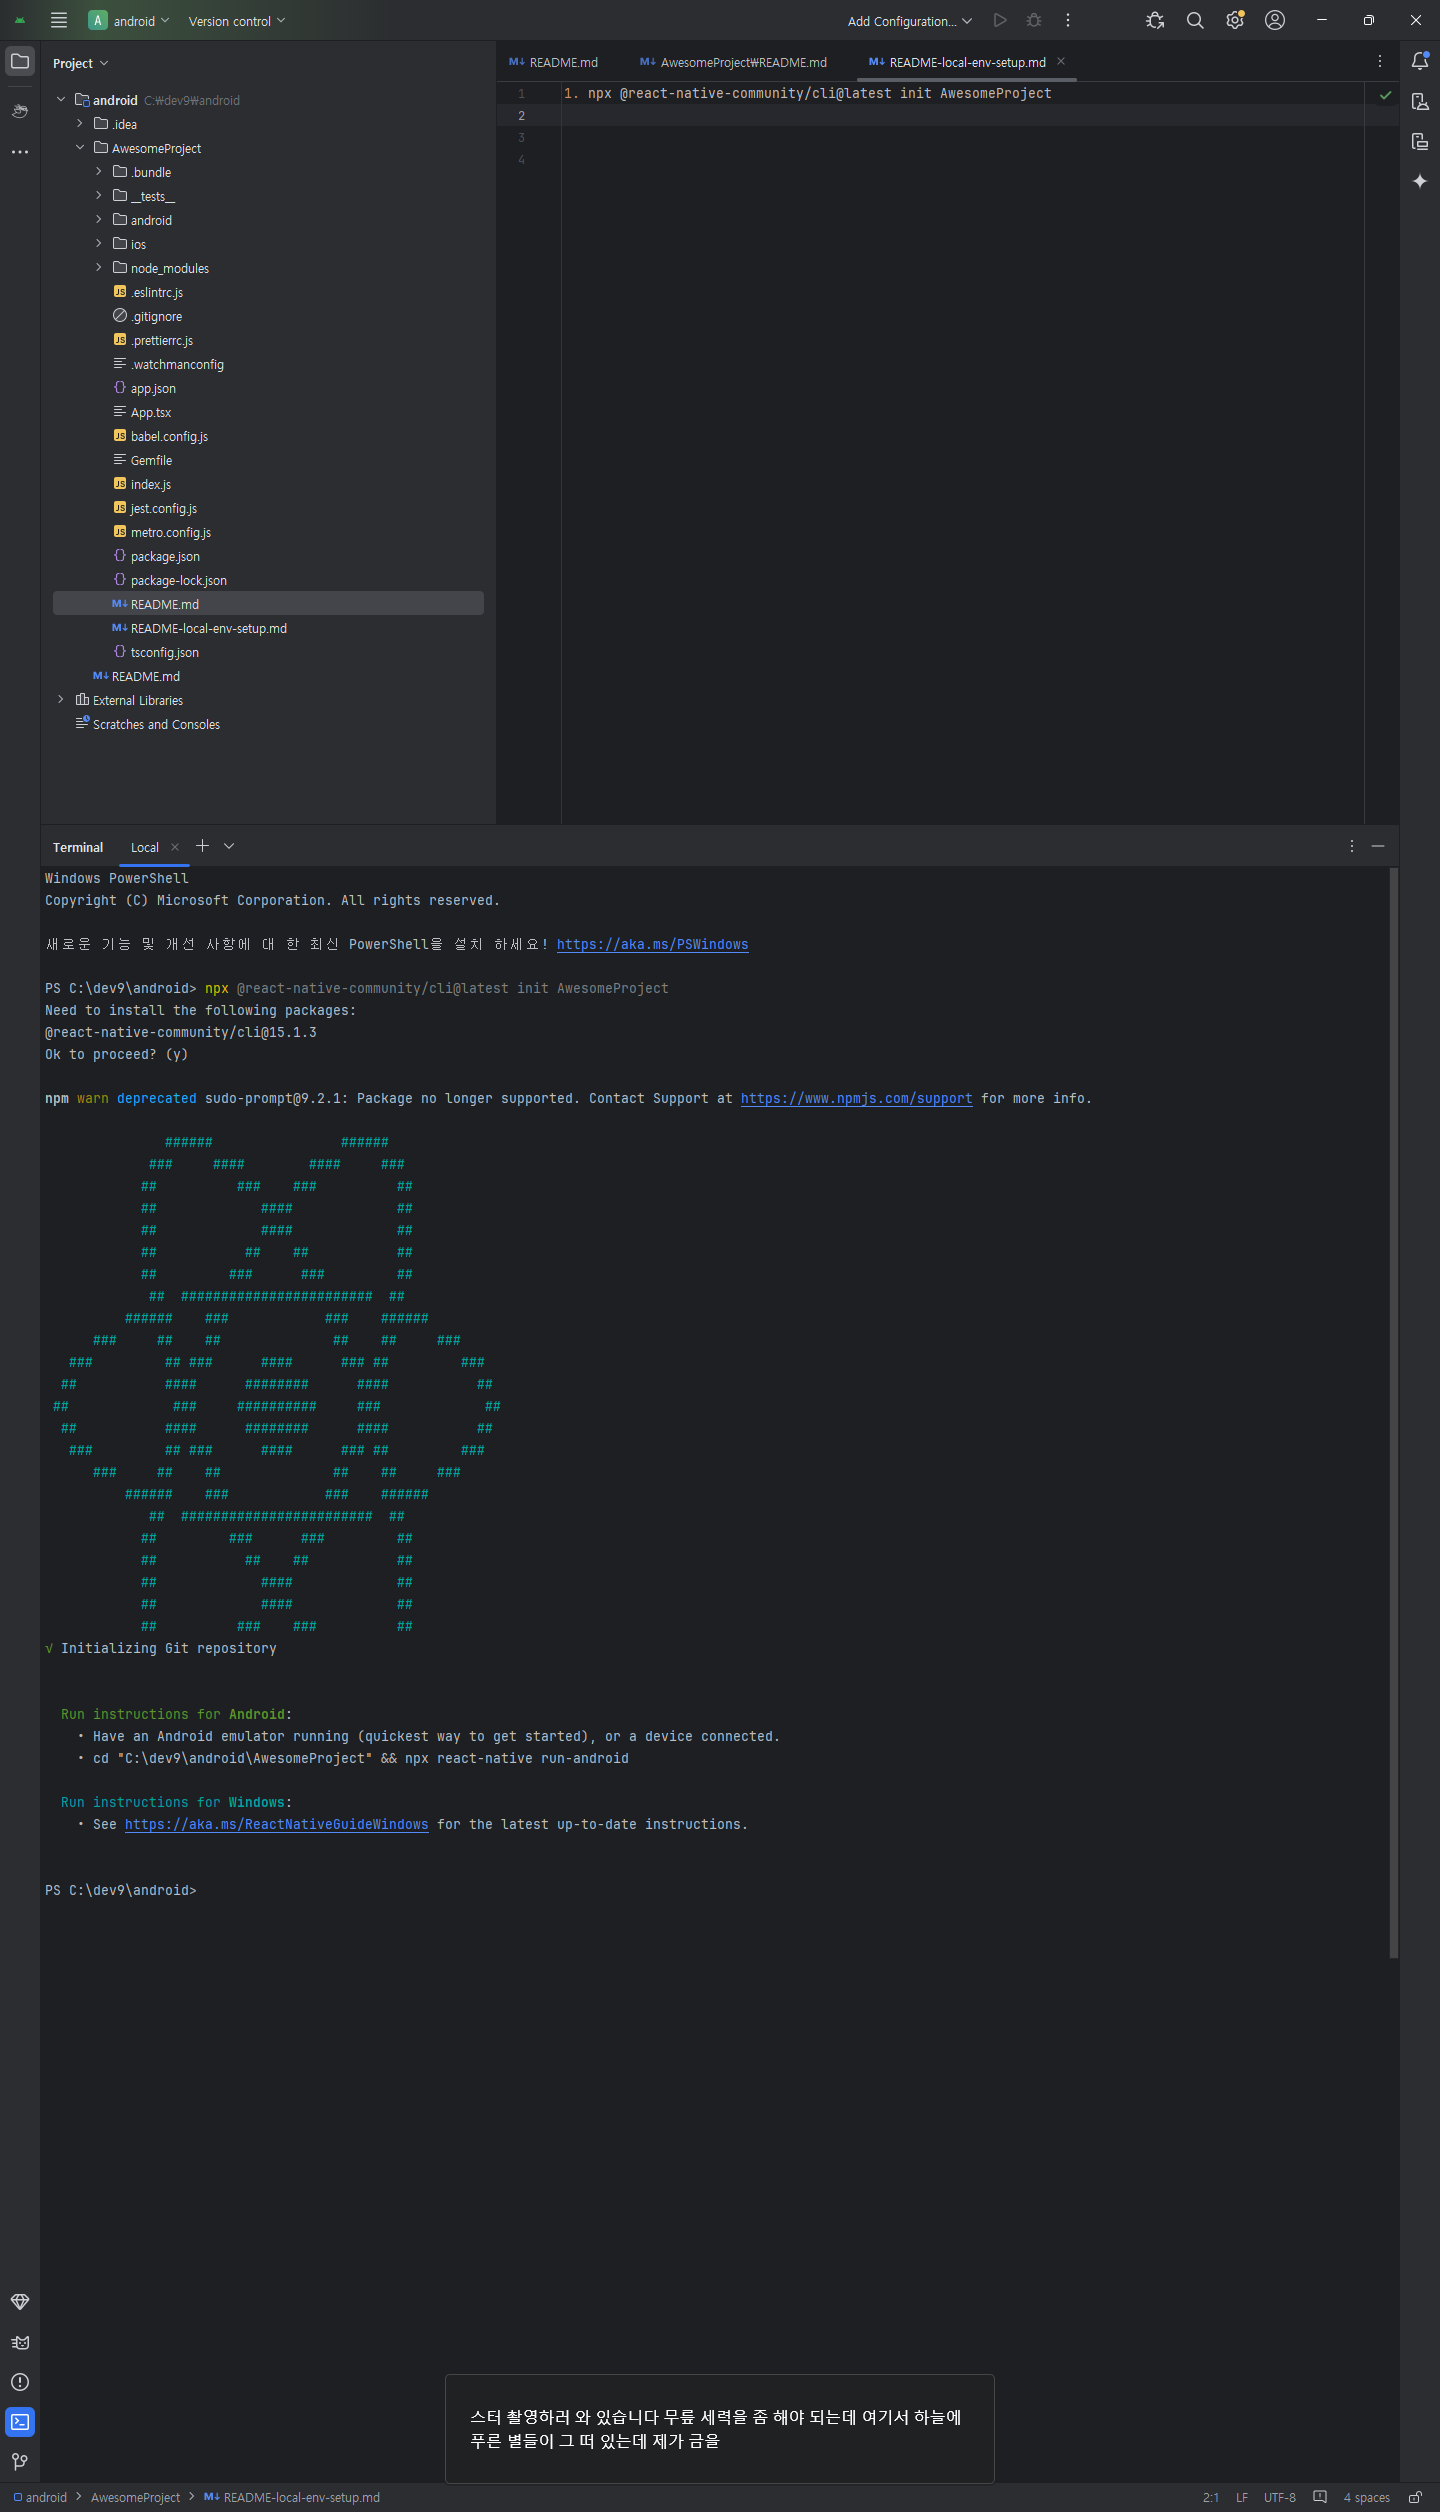 A android Version control Add Configuration...
Project
README.md AwesomeProject₩README.md README-local-env-setup.md
android C:₩dev9₩android
.idea
AwesomeProject
.bundle
__tests__
android
ios
node_modules
.eslintrc.js
.gitignore
.prettierrc.js
.watchmanconfig
app.json
App.tsx
babel.config.js
Gemfile
index.js
jest.config.js
metro.config.js
package.json
package-lock.json
README.md
README-local-env-setup.md
tsconfig.json
README.md
External Libraries
Scratches and Consoles
1 1. npx @react-native-community/cli@latest init AwesomeProject
2
3
4
Terminal Local
Windows PowerShell
Copyright (C) Microsoft Corporation. All rights reserved.
새로운 기능 및 개선 사항에 대 한 최신 PowerShell을 설치 하세요! https://aka.ms/PSWindows
PS C:\dev9\android> npx @react-native-community/cli@latest init AwesomeProject
Need to install the following packages:
@react-native-community/cli@15.1.3
Ok to proceed? (y)
npm warn deprecated sudo-prompt@9.2.1: Package no longer supported. Contact Support at https://www.npmjs.com/support for more info.
###### ######
### #### #### ###
## ### ### ##
## #### ##
## #### ##
## ## ## ##
## ### ### ##
## ######################## ##
###### ### ### ######
### ## ## ## ## ###
### ## ### #### ### ## ###
## #### ######## #### ##
## ### ########## ### ##
## #### ######## #### ##
### ## ### #### ### ## ###
### ## ## ## ## ###
###### ### ### ######
## ######################## ##
## ### ### ##
## ## ## ##
## #### ##
## #### ##
## ### ### ##
√ Initializing Git repository
Run instructions for Android:
• Have an Android emulator running (quickest way to get started), or a device connected.
• cd "C:\dev9\android\AwesomeProject" && npx react-native run-android
Run instructions for Windows:
• See https://aka.ms/ReactNativeGuideWindows for the latest up-to-date instructions.
PS C:\dev9\android>
스터 촬영하러 와 있습니다 무릎 세력을 좀 해야 되는데 여기서 하늘에
푸른 별들이 그 떠 있는데 제가 금을
android > AwesomeProject > README-local-env-setup.md 2:1 LF UTF-8 4 spaces